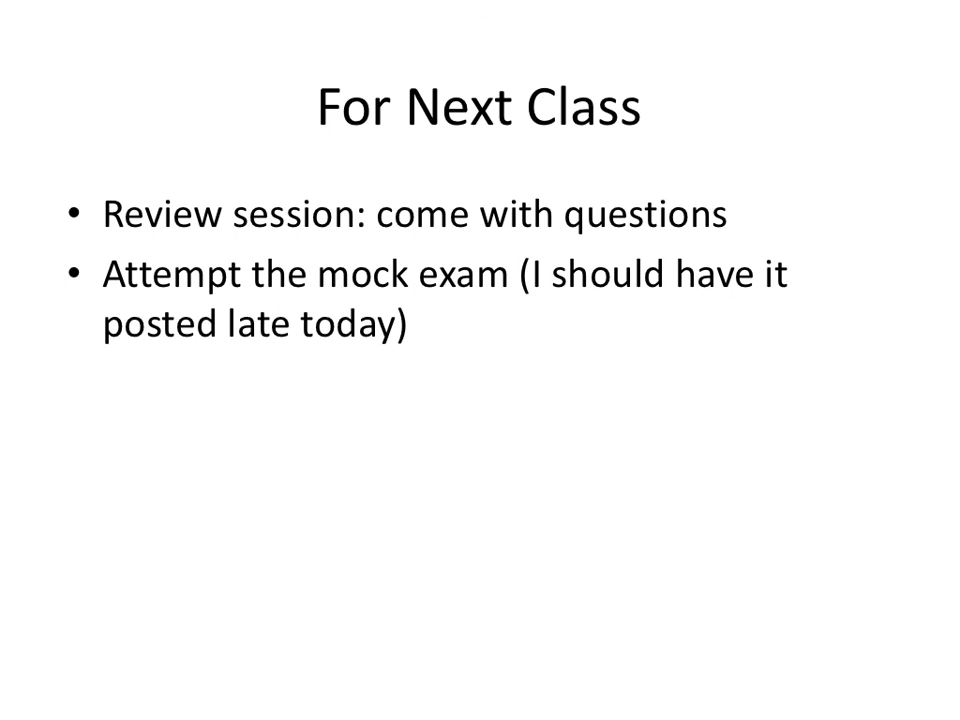 For Next Class
• Review session: come with questions
• Attempt the mock exam (I should have it
posted late today)